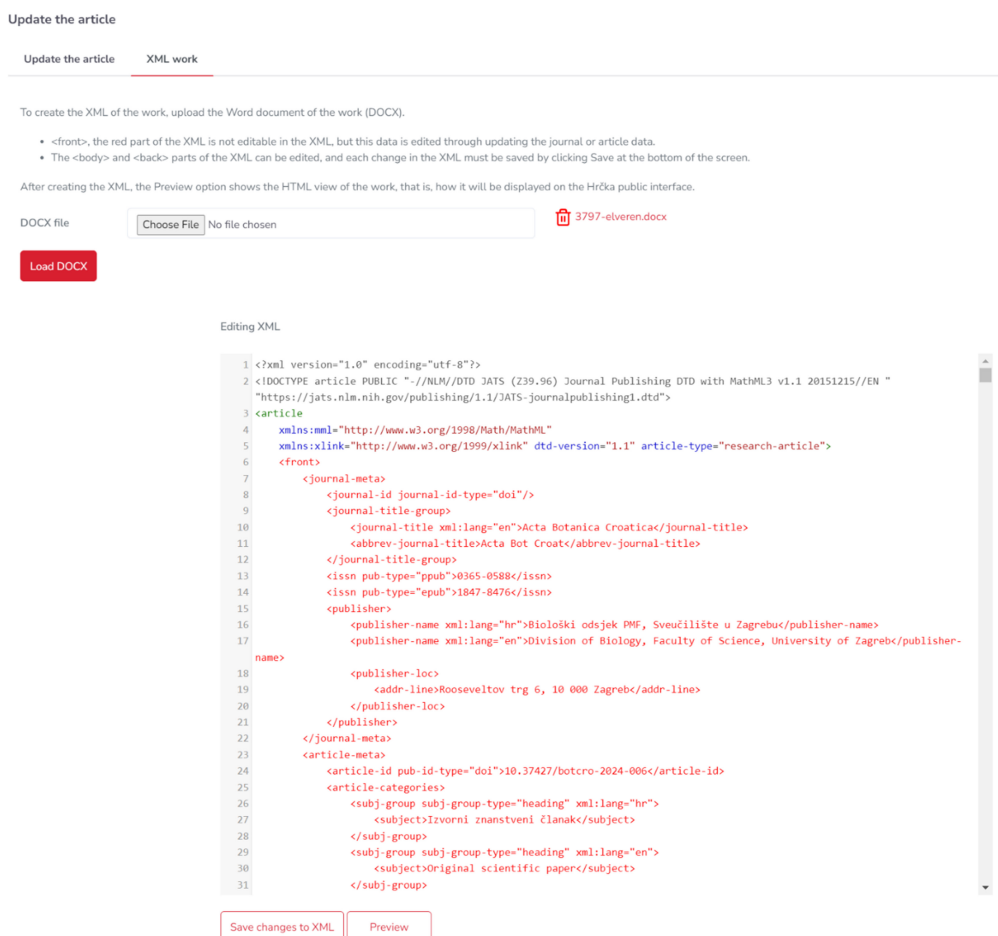 Update the article
Update the article XML work
To create the XML of the work, upload the Word document of the work (DOCX).
• <front>, the red part of the XML is not editable in the XML, but this data is edited through updating the journal or article data.
• The <body> and <back> parts of the XML can be edited, and each change in the XML must be saved by clicking Save at the bottom of the screen.
After creating the XML, the Preview option shows the HTML view of the work, that is, how it will be displayed on the Hrčka public interface.
DOCX file Choose File No file chosen 3797-elveren.docx
Load DOCX
Editing XML
1 <?xml version="1.0" encoding="utf-8"?>
2 <!DOCTYPE article PUBLIC "-//NLM//DTD JATS (Z39.96) Journal Publishing DTD with MathML3 v1.1 20151215//EN "
"https://jats.nlm.nih.gov/publishing/1.1/JATS-journalpublishing1.dtd">
3 <article
4 xmlns:mml="http://www.w3.org/1998/Math/MathML"
5 xmlns:xlink="http://www.w3.org/1999/xlink" dtd-version="1.1" article-type="research-article">
6 <front>
7 <journal-meta>
8 <journal-id journal-id-type="doi"/>
9 <journal-title-group>
10 <journal-title xml:lang="en">Acta Botanica Croatica</journal-title>
11 <abbrev-journal-title>Acta Bot Croat</abbrev-journal-title>
12 </journal-title-group>
13 <issn pub-type="ppub">0365-0588</issn>
14 <issn pub-type="epub">1847-8476</issn>
15 <publisher>
16 <publisher-name xml:lang="hr">Biološki odsjek PMF, Sveučilište u Zagrebu</publisher-name>
17 <publisher-name xml:lang="en">Division of Biology, Faculty of Science, University of Zagreb</publisher-
name>
18 <publisher-loc>
19 <addr-line>Rooseveltov trg 6, 10 000 Zagreb</addr-line>
20 </publisher-loc>
21 </publisher>
22 </journal-meta>
23 <article-meta>
24 <article-id pub-id-type="doi">10.37427/botcro-2024-006</article-id>
25 <article-categories>
26 <subj-group subj-group-type="heading" xml:lang="hr">
27 <subject>Izvorni znanstveni članak</subject>
28 </subj-group>
29 <subj-group subj-group-type="heading" xml:lang="en">
30 <subject>Original scientific paper</subject>
31 </subj-group>
Save changes to XML Preview